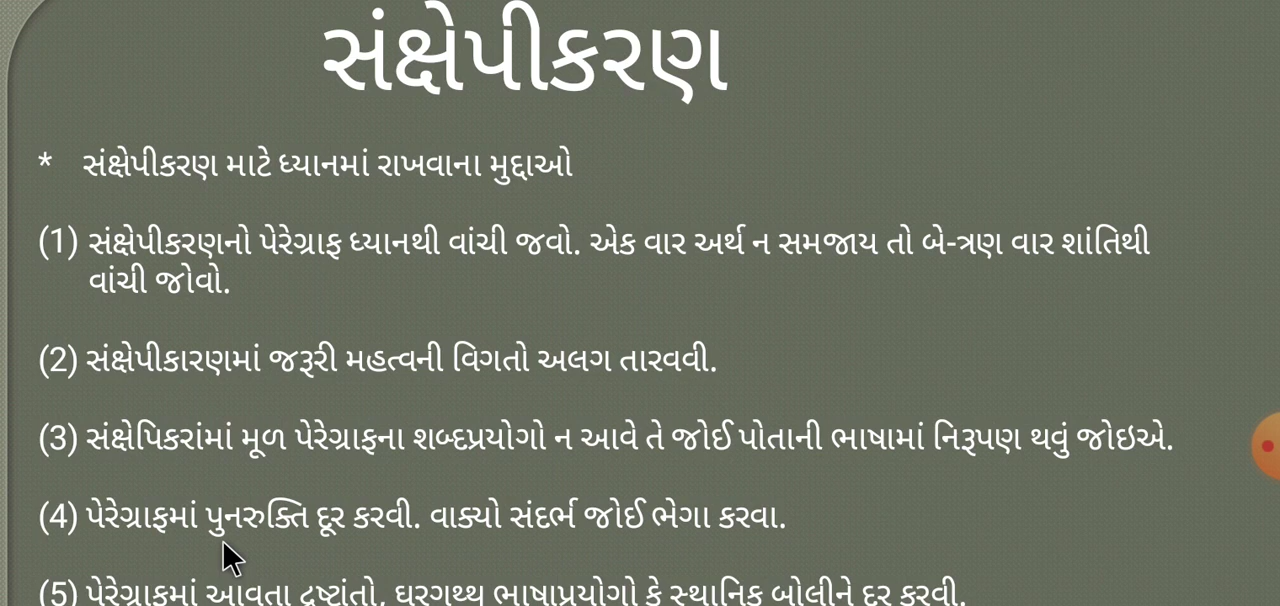 સંક્ષેપીકરણ
* સંક્ષેપીકરણ માટે ધ્યાનમાં રાખવાના મુદ્દાઓ
(1) સંક્ષેપીકરણનો પેરેગ્રાફ ધ્યાનથી વાંચી જવો. એક વાર અર્થ ન સમજાય તો બે-ત્રણ વાર શાંતિથી
વાંચી જોવો.
(2) સંક્ષેપીકારણમાં જરૂરી મહત્વની વિગતો અલગ તારવવી.
(3) સંક્ષેપિકરાંમાં મૂળ પેરેગ્રાફના શબ્દપ્રયોગો ન આવે તે જોઈ પોતાની ભાષામાં નિરૂપણ થવું જોઇએ.
(4) પેરેગ્રાફમાં પુનરુક્તિ દૂર કરવી. વાક્યો સંદર્ભ જોઈ ભેગા કરવા.
(5) પેરેગ્રાફમાં આવતા દ્રષ્ટાંતો, ઘરગથ્થ ભાષાપ્રયોગો કે સ્થાનિક બોલીને દૂર કરવી.